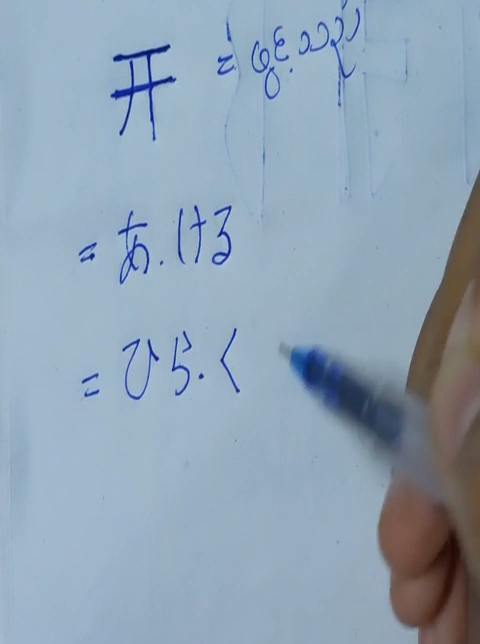 开 = ဖွင့်သည်
= あ.ける
= ひら.く